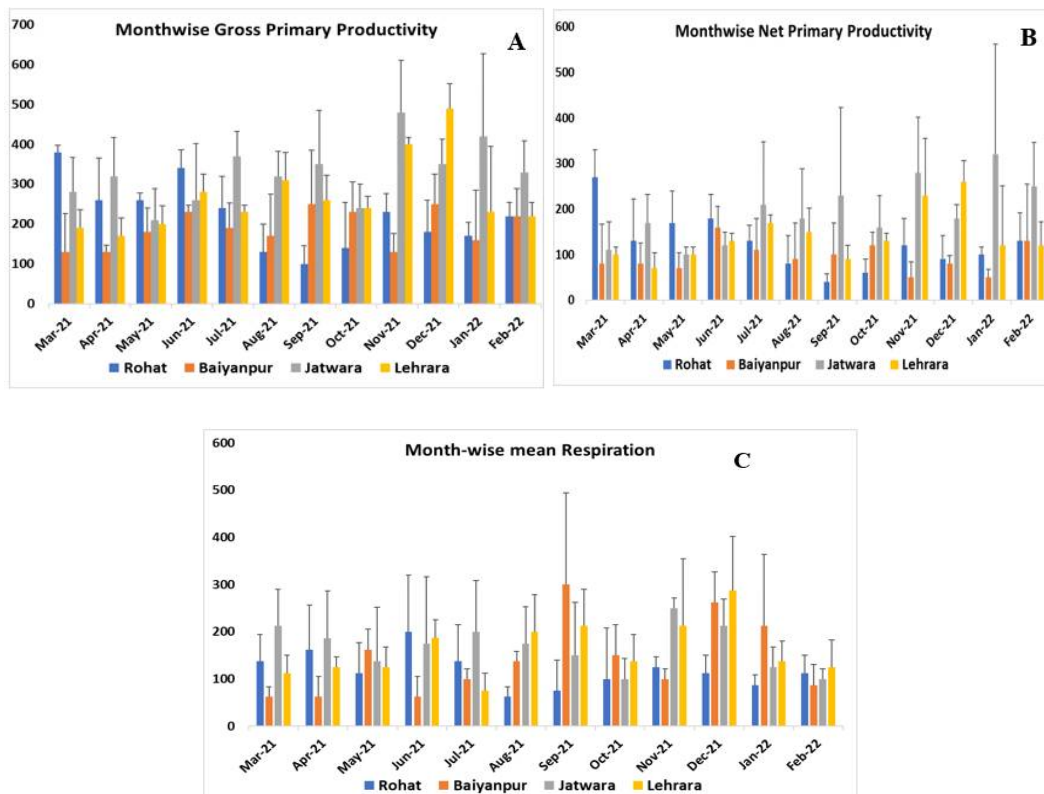 Monthwise Gross Primary Productivity
A
700
600
500
400
300
200
100
0
Mar-21 Apr-21 May-21 Jun-21 Jul-21 Aug-21 Sep-21 Oct-21 Nov-21 Dec-21 Jan-22 Feb-22
Rohat Baiyanpur Jatwara Lehrara
Monthwise Net Primary Productivity
B
600
500
400
300
200
100
0
Mar-21 Apr-21 May-21 Jun-21 Jul-21 Aug-21 Sep-21 Oct-21 Nov-21 Dec-21 Jan-22 Feb-22
Rohat Baiyanpur Jatwara Lehrara
Month-wise mean Respiration
C
600
500
400
300
200
100
0
Mar-21 Apr-21 May-21 Jun-21 Jul-21 Aug-21 Sep-21 Oct-21 Nov-21 Dec-21 Jan-22 Feb-22
Rohat Baiyanpur Jatwara Lehrara